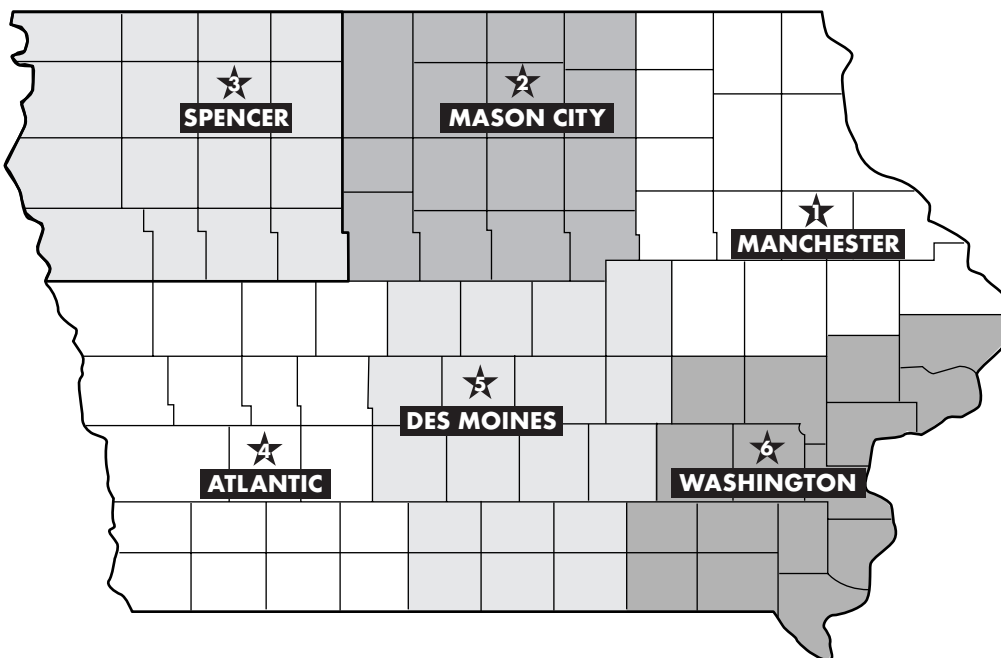 3
SPENCER
2
MASON CITY
1
MANCHESTER
5
DES MOINES
4
ATLANTIC
6
WASHINGTON